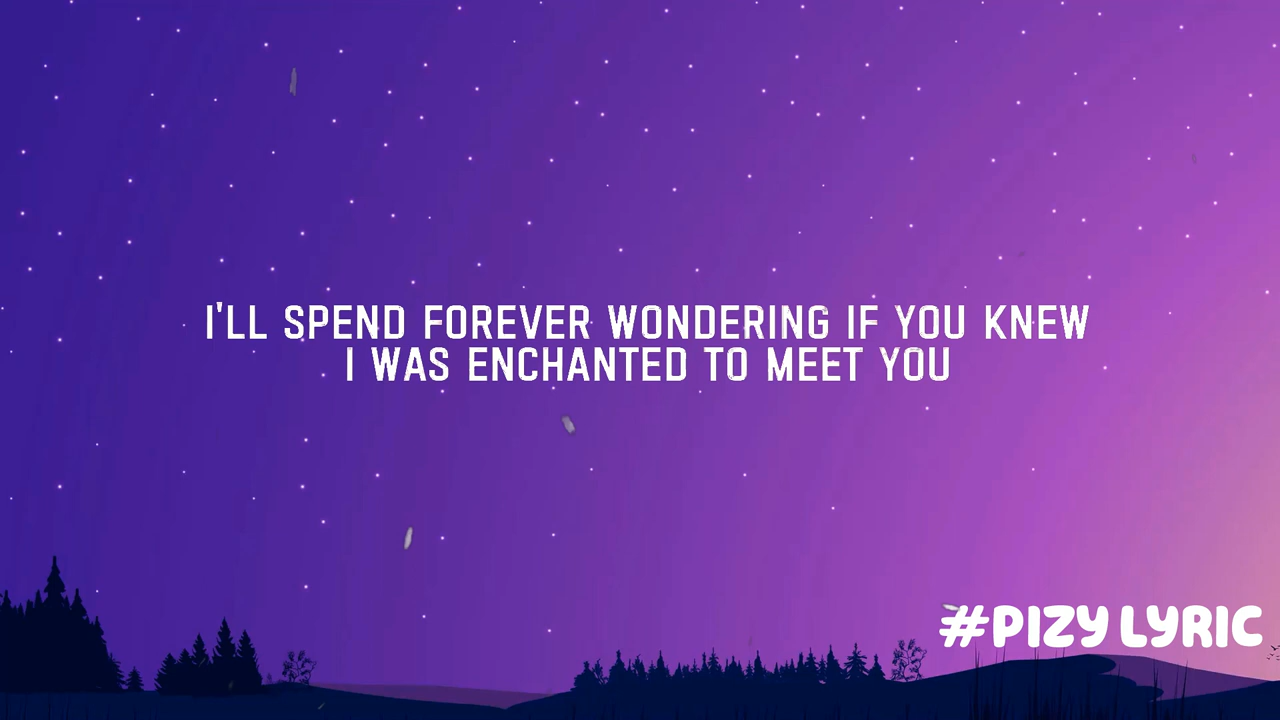 I'LL SPEND FOREVER WONDERING IF YOU KNEW
I WAS ENCHANTED TO MEET YOU
#PIZY LYRIC